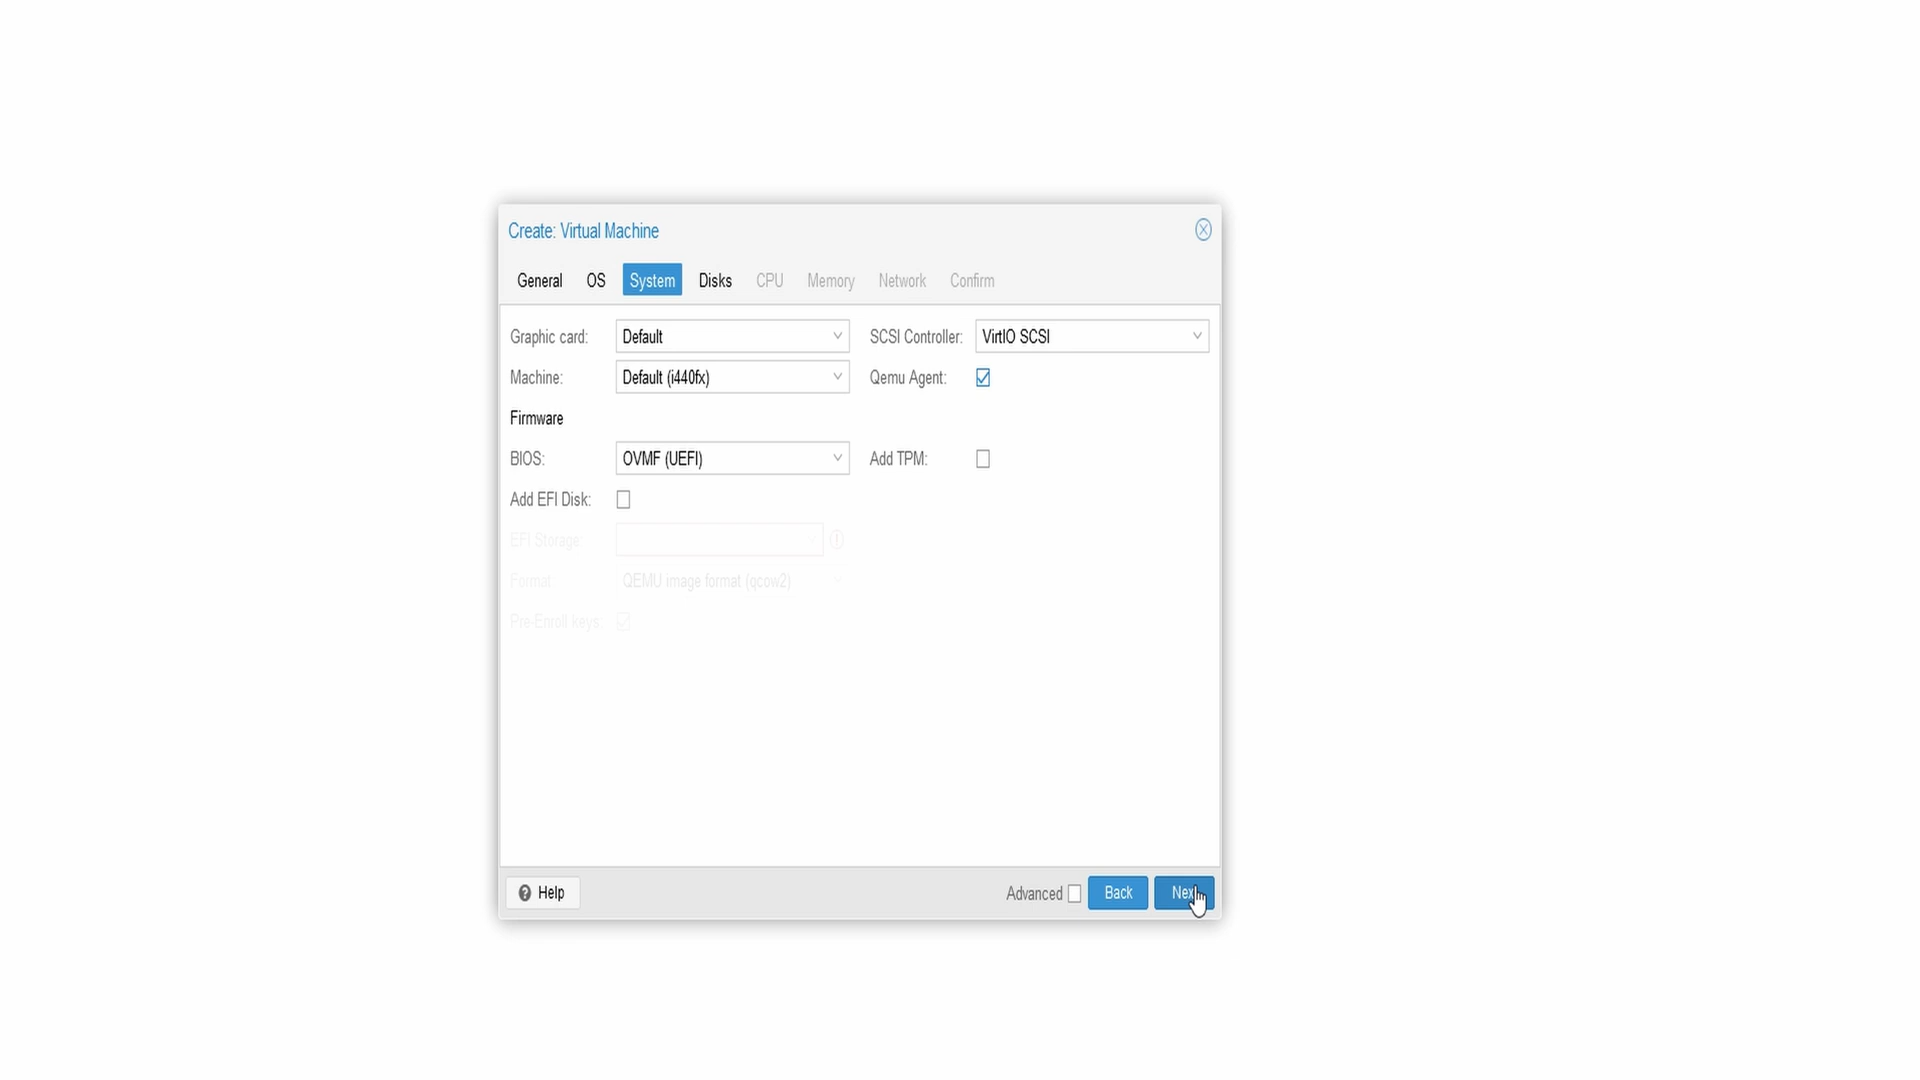 Create: Virtual Machine
General OS System Disks CPU Memory Network Confirm
Graphic card: Default SCSI Controller: VirtIO SCSI
Machine: Default (i440fx) Qemu Agent:
Firmware
BIOS: OVMF (UEFI) Add TPM:
Add EFI Disk:
EFI Storage:
Format: QEMU image format (qcow2)
Pre-Enroll keys:
Help Advanced Back Next